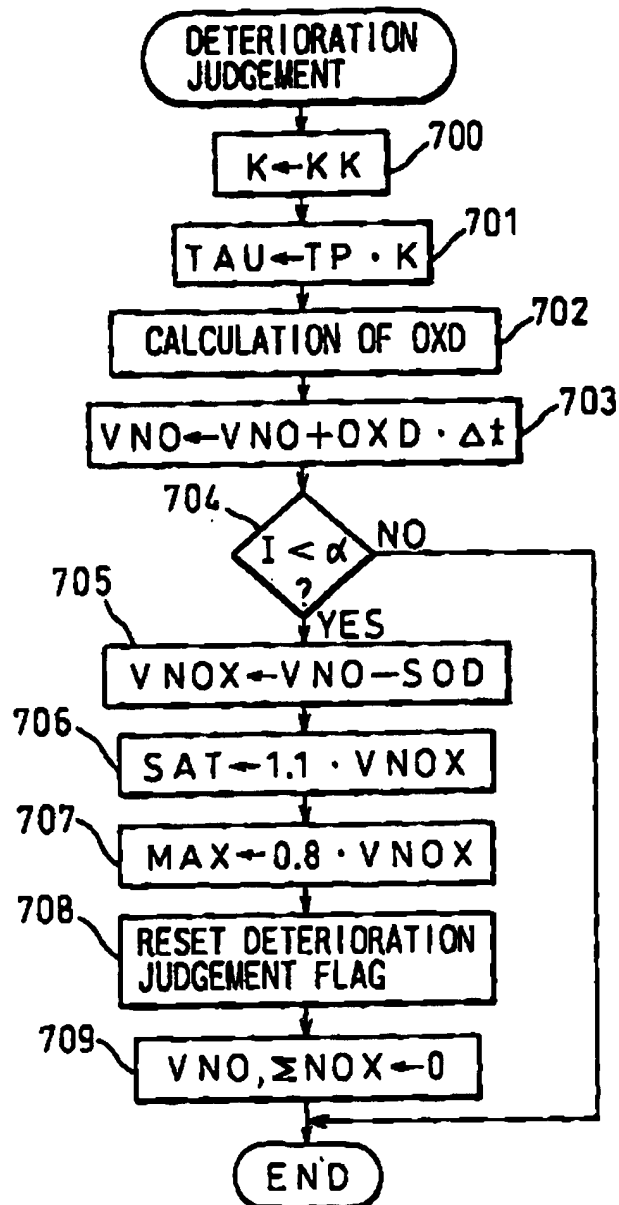 DETERIORATION
JUDGEMENT
700
K←KK
701
TAU←TP · K
702
CALCULATION OF OXD
703
VNO←VNO+OXD · Δt
704
I < α
?
NO
YES
705
VNOX←VNO−SOD
706
SAT←1.1 · VNOX
707
MAX←0.8 · VNOX
708
RESET DETERIORATION
JUDGEMENT FLAG
709
VNO, ΣNOX←0
END